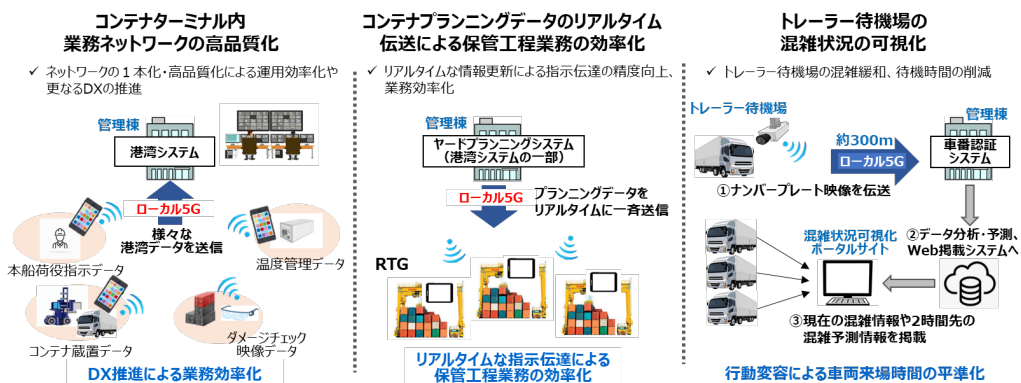 コンテナターミナル内
業務ネットワークの高品質化
✓ ネットワークの1本化・高品質化による運用効率化や
更なるDXの推進
管理棟
港湾システム
ローカル5G
様々な
港湾データを送信
本船荷役指示データ
温度管理データ
コンテナ蔵置データ
ダメージチェック
映像データ
DX推進による業務効率化
コンテナプランニングデータのリアルタイム
伝送による保管工程業務の効率化
✓ リアルタイムな情報更新による指示伝達の精度向上、
業務効率化
管理棟
ヤードプランニングシステム
（港湾システムの一部）
ローカル5G
プランニングデータを
リアルタイムに一斉送信
RTG
リアルタイムな指示伝達による
保管工程業務の効率化
トレーラー待機場の
混雑状況の可視化
✓ トレーラー待機場の混雑緩和、待機時間の削減
トレーラー待機場
管理棟
約300m
ローカル5G
車番認証
システム
①ナンバープレート映像を伝送
②データ分析・予測、
Web掲載システムへ
混雑状況可視化
ポータルサイト
③現在の混雑情報や2時間先の
混雑予測情報を掲載
行動変容による車両来場時間の平準化